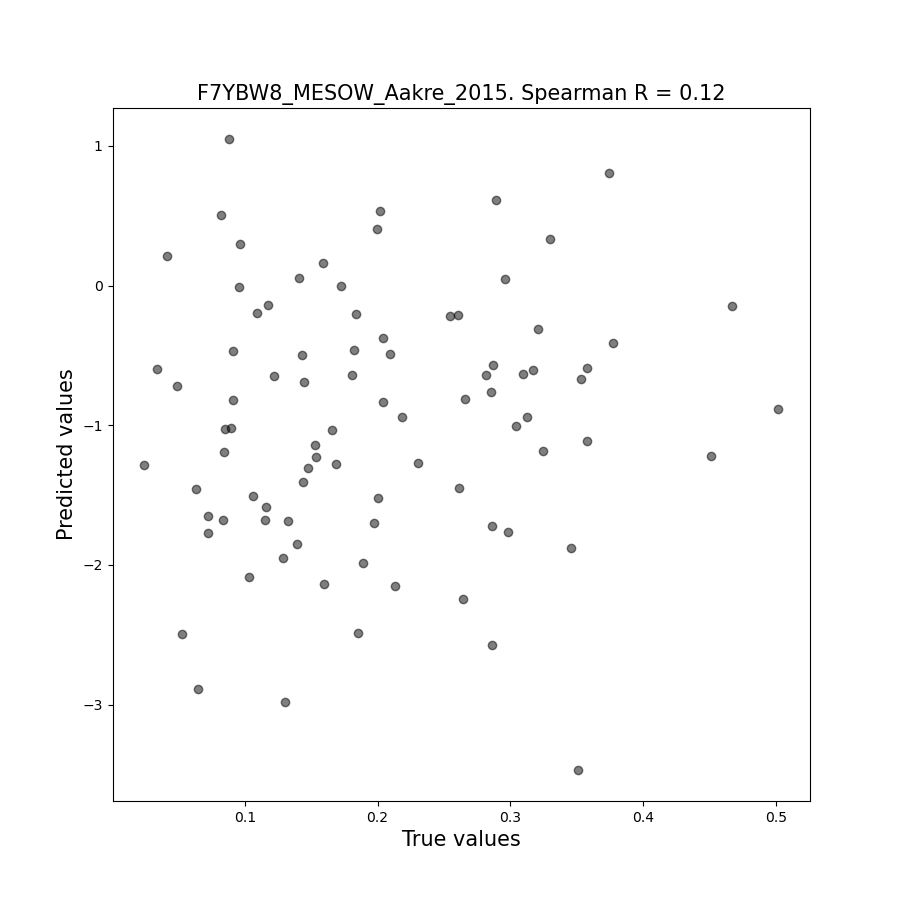 F7YBW8_MESOW_Aakre_2015. Spearman R = 0.12
1
0
−1
−2
−3
Predicted values
0.1 0.2 0.3 0.4 0.5
True values